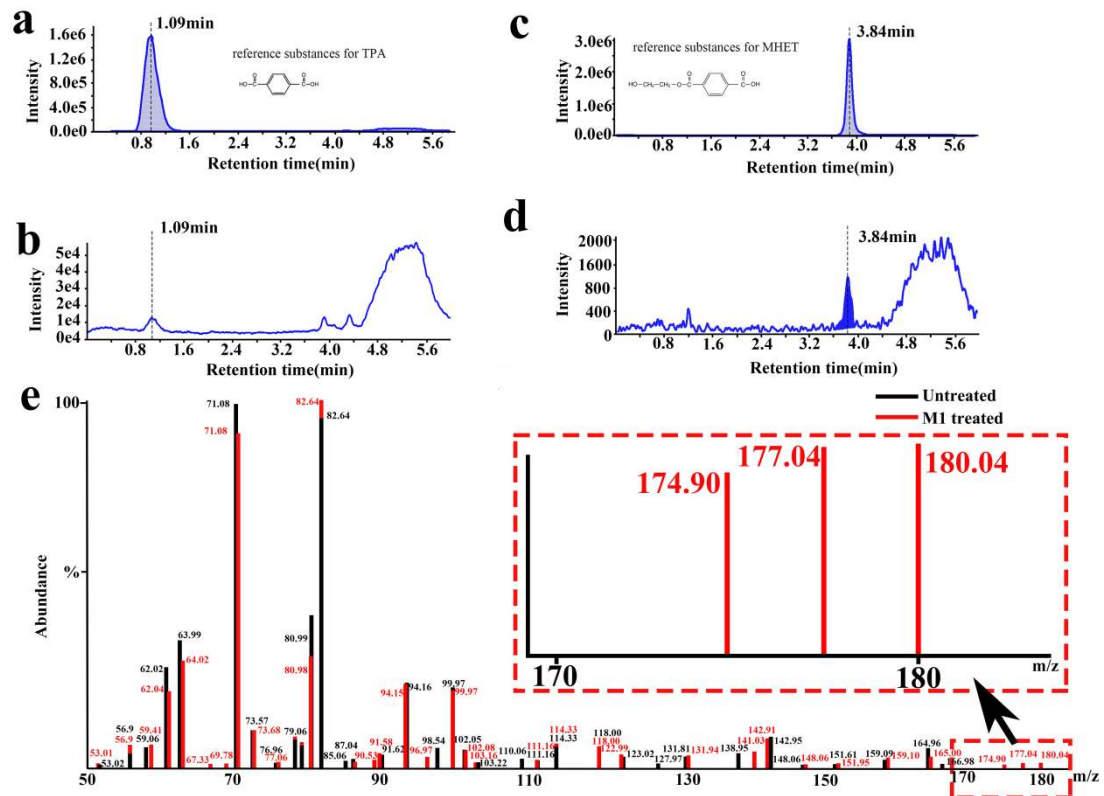 a
1.09min
reference substances for TPA
HO-C
O
C-OH
O
1.6e6
1.2e6
8.0e5
4.0e5
0.0e0
Intensity
0.8 1.6 2.4 3.2 4.0 4.8 5.6
Retention time(min)
c
3.84min
reference substances for MHET
HO-CH₂-CH₂-O-C
O
C-OH
O
3.0e6
2.0e6
1.0e6
0.0e0
Intensity
0.8 1.6 2.4 3.2 4.0 4.8 5.6
Retention time(min)
b
1.09min
5e4
4e4
3e4
2e4
1e4
0e4
Intensity
0.8 1.6 2.4 3.2 4.0 4.8 5.6
Retention time(min)
d
3.84min
2000
1600
1200
800
400
0
Intensity
0.8 1.6 2.4 3.2 4.0 4.8 5.6
Retention time(min)
e
Untreated
M1 treated
100
%
Abundance
71.08
71.08
82.64
82.64
63.99
64.02
62.02
62.04
80.99
80.98
56.9
56.9
59.06
59.41
53.01
53.02
67.33
69.78
73.57
73.68
76.96
77.06
79.06
85.06
87.04
90.53
91.58
91.62
94.15
94.16
96.97
98.54
99.97
99.97
102.05
102.08
103.16
103.22
110.06
111.16
111.16
114.33
114.33
118.00
118.00
122.99
123.02
127.97
131.81
131.94
138.95
141.03
142.91
142.95
148.06
148.06
151.61
151.95
159.09
159.10
164.96
165.00
166.98
174.90
177.04
180.04
50 70 90 110 130 150 170 180 m/z
174.90
177.04
180.04
170 180 m/z